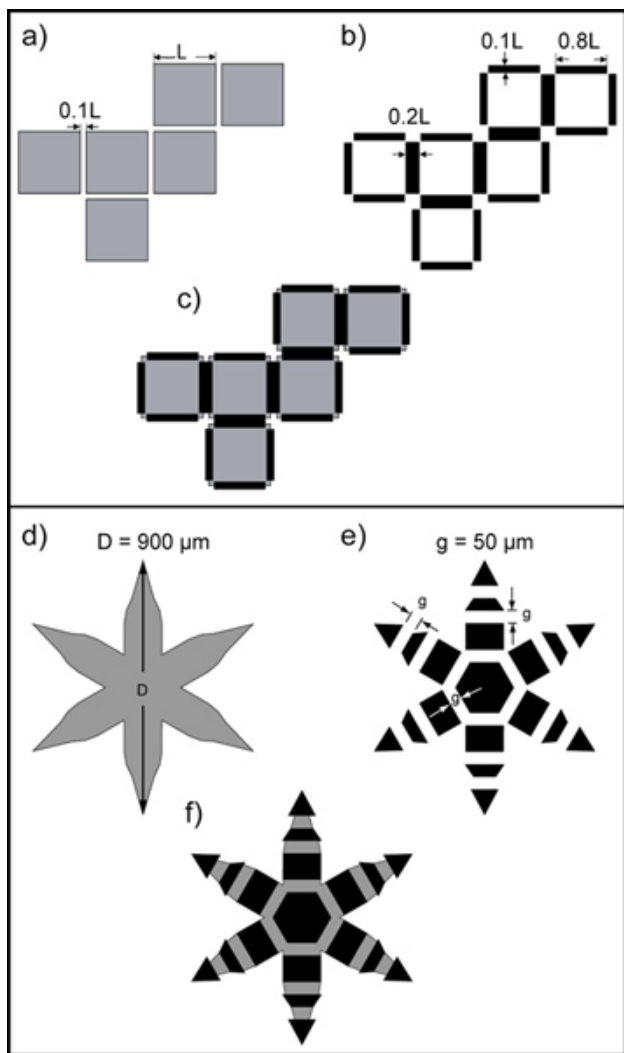 a)
L
0.1L
b)
0.1L
0.8L
0.2L
c)
d)
D = 900 μm
D
e)
g = 50 μm
g
g
g
f)